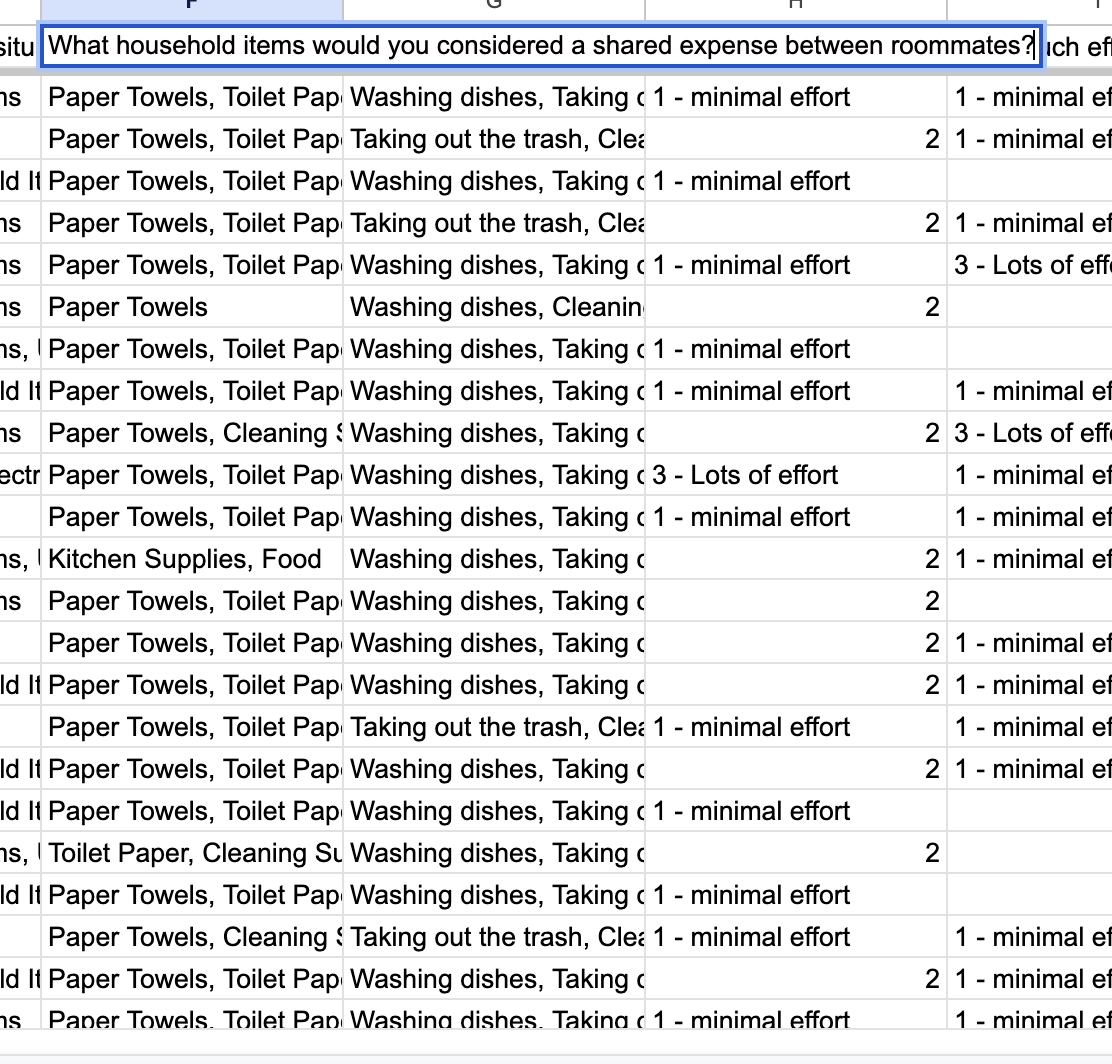 F G H
situ What household items would you considered a shared expense between roommates? uch eff
ns Paper Towels, Toilet Pap Washing dishes, Taking o 1 - minimal effort 1 - minimal ef
Paper Towels, Toilet Pap Taking out the trash, Clea 2 1 - minimal ef
ld It Paper Towels, Toilet Pap Washing dishes, Taking o 1 - minimal effort
ns Paper Towels, Toilet Pap Taking out the trash, Clea 2 1 - minimal ef
ns Paper Towels, Toilet Pap Washing dishes, Taking o 1 - minimal effort 3 - Lots of effo
ns Paper Towels Washing dishes, Cleanin 2
ns, Paper Towels, Toilet Pap Washing dishes, Taking o 1 - minimal effort
ld It Paper Towels, Toilet Pap Washing dishes, Taking o 1 - minimal effort 1 - minimal ef
ns Paper Towels, Cleaning S Washing dishes, Taking o 2 3 - Lots of effo
ectr Paper Towels, Toilet Pap Washing dishes, Taking o 3 - Lots of effort 1 - minimal ef
Paper Towels, Toilet Pap Washing dishes, Taking o 1 - minimal effort 1 - minimal ef
ns, Kitchen Supplies, Food Washing dishes, Taking o 2 1 - minimal ef
ns Paper Towels, Toilet Pap Washing dishes, Taking o 2
Paper Towels, Toilet Pap Washing dishes, Taking o 2 1 - minimal ef
ld It Paper Towels, Toilet Pap Washing dishes, Taking o 2 1 - minimal ef
Paper Towels, Toilet Pap Taking out the trash, Clea 1 - minimal effort 1 - minimal ef
ld It Paper Towels, Toilet Pap Washing dishes, Taking o 2 1 - minimal ef
ld It Paper Towels, Toilet Pap Washing dishes, Taking o 1 - minimal effort
ns, Toilet Paper, Cleaning Su Washing dishes, Taking o 2
ld It Paper Towels, Toilet Pap Washing dishes, Taking o 1 - minimal effort
Paper Towels, Cleaning S Taking out the trash, Clea 1 - minimal effort 1 - minimal ef
ld It Paper Towels, Toilet Pap Washing dishes, Taking o 2 1 - minimal ef
ns Paper Towels, Toilet Pap Washing dishes, Taking o 1 - minimal effort 1 - minimal ef